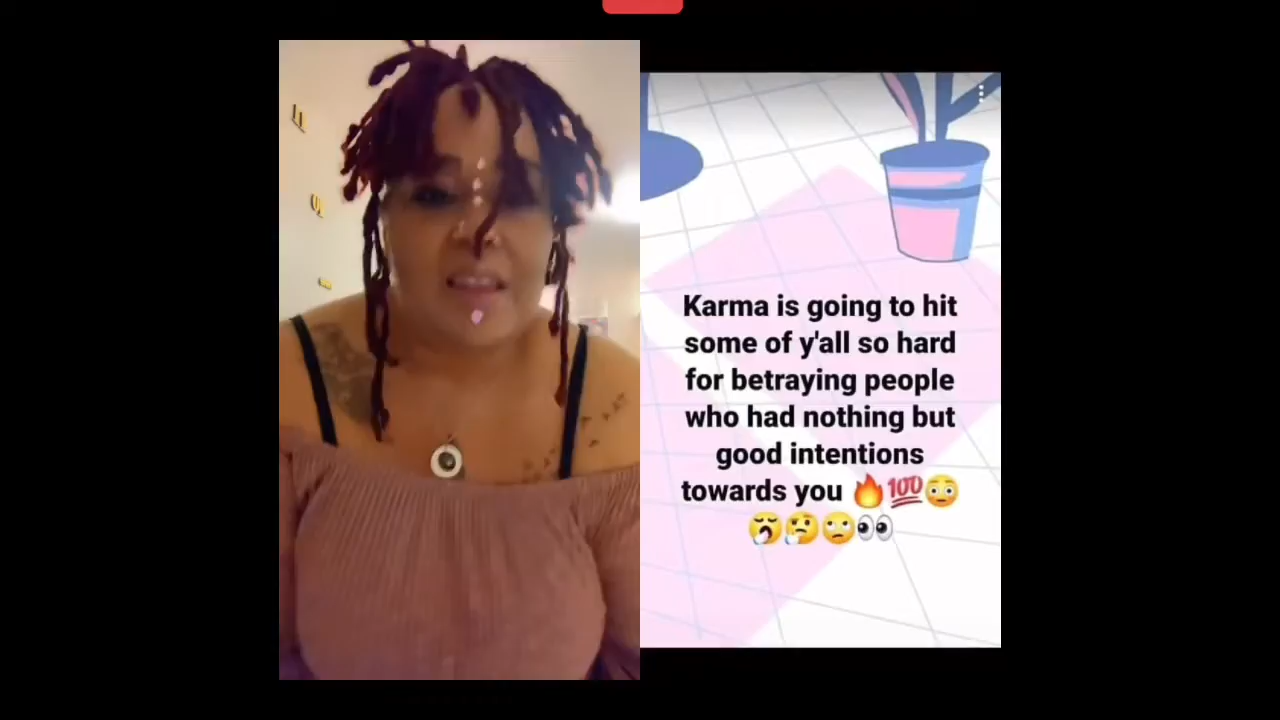 Karma is going to hit
some of y'all so hard
for betraying people
who had nothing but
good intentions
towards you 🔥💯😳
🥱🤔🙄👀